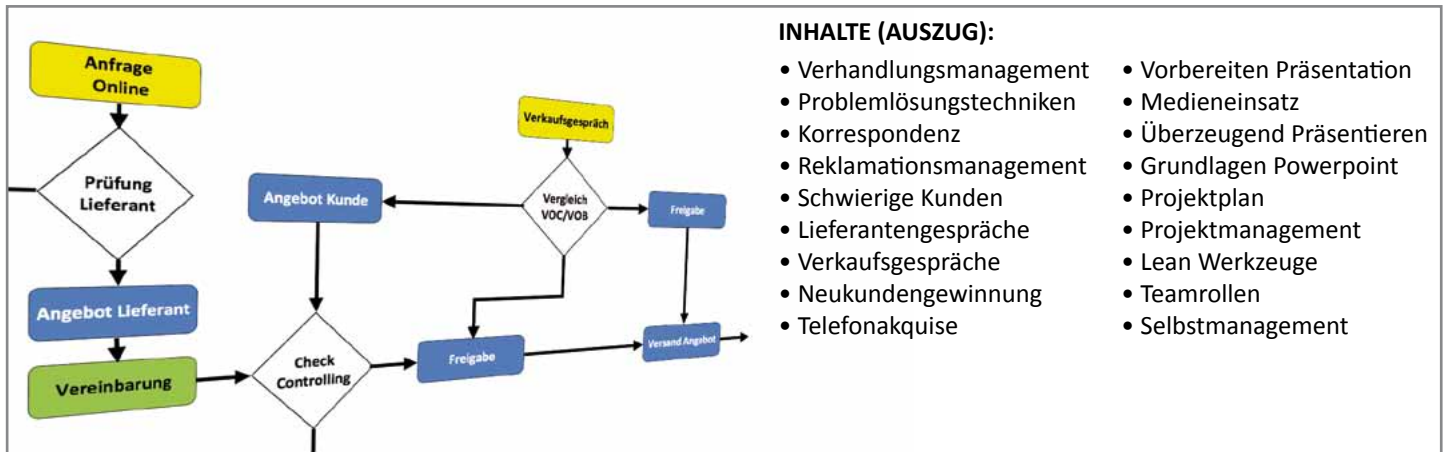 Anfrage
Online
Prüfung
Lieferant
Angebot Lieferant
Vereinbarung
Angebot Kunde
Check
Controlling
Verkaufsgespräch
Vergleich
VOC/VOB
Freigabe
Freigabe
Versand Angebot
INHALTE (AUSZUG):
• Verhandlungsmanagement
• Problemlösungstechniken
• Korrespondenz
• Reklamationsmanagement
• Schwierige Kunden
• Lieferantengespräche
• Verkaufsgespräche
• Neukundengewinnung
• Telefonakquise
• Vorbereiten Präsentation
• Medieneinsatz
• Überzeugend Präsentieren
• Grundlagen Powerpoint
• Projektplan
• Projektmanagement
• Lean Werkzeuge
• Teamrollen
• Selbstmanagement